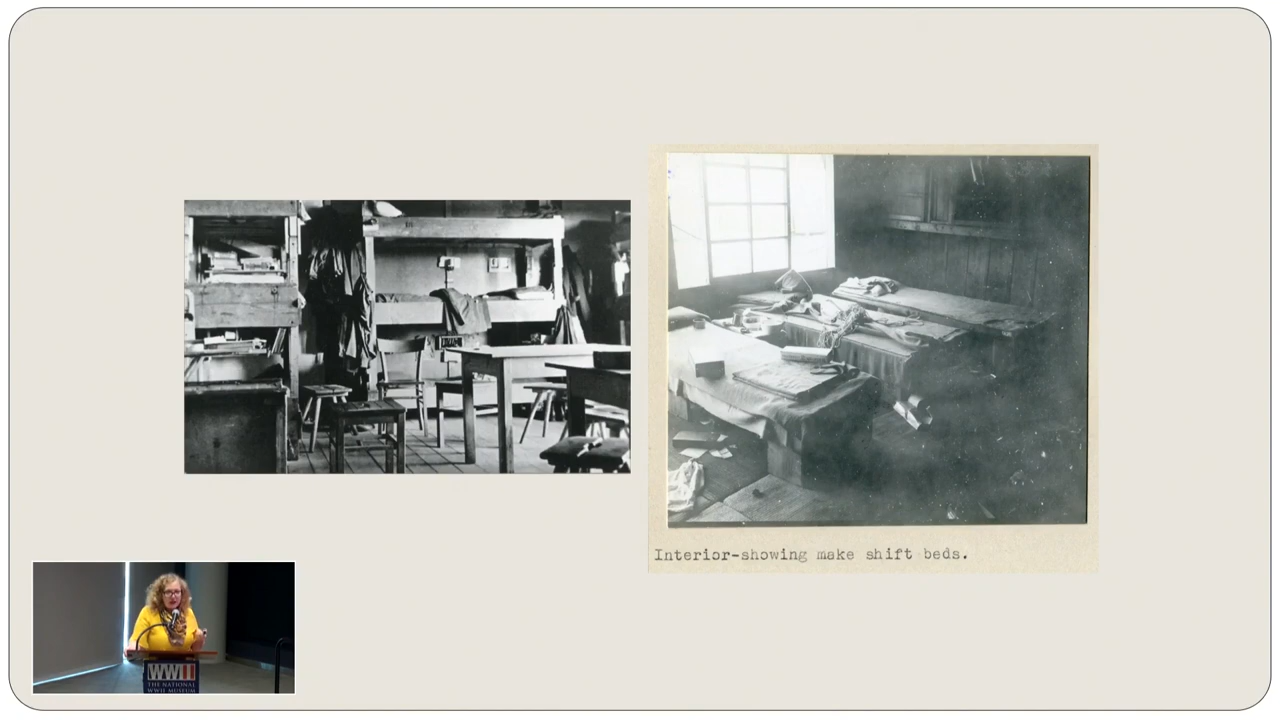 Interior-showing make shift beds.
WWII
THE NATIONAL
WWII MUSEUM